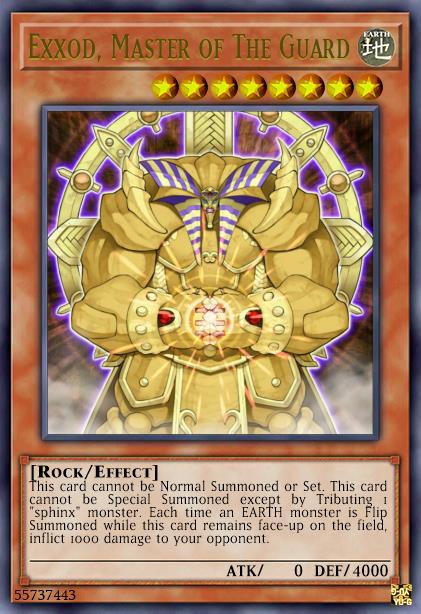 Exxod, Master of The Guard
EARTH
地
[Rock/Effect]
This card cannot be Normal Summoned or Set. This card
cannot be Special Summoned except by Tributing 1
"sphinx" monster. Each time an EARTH monster is Flip
Summoned while this card remains face-up on the field,
inflict 1000 damage to your opponent.
ATK/ 0 DEF/4000
55737443